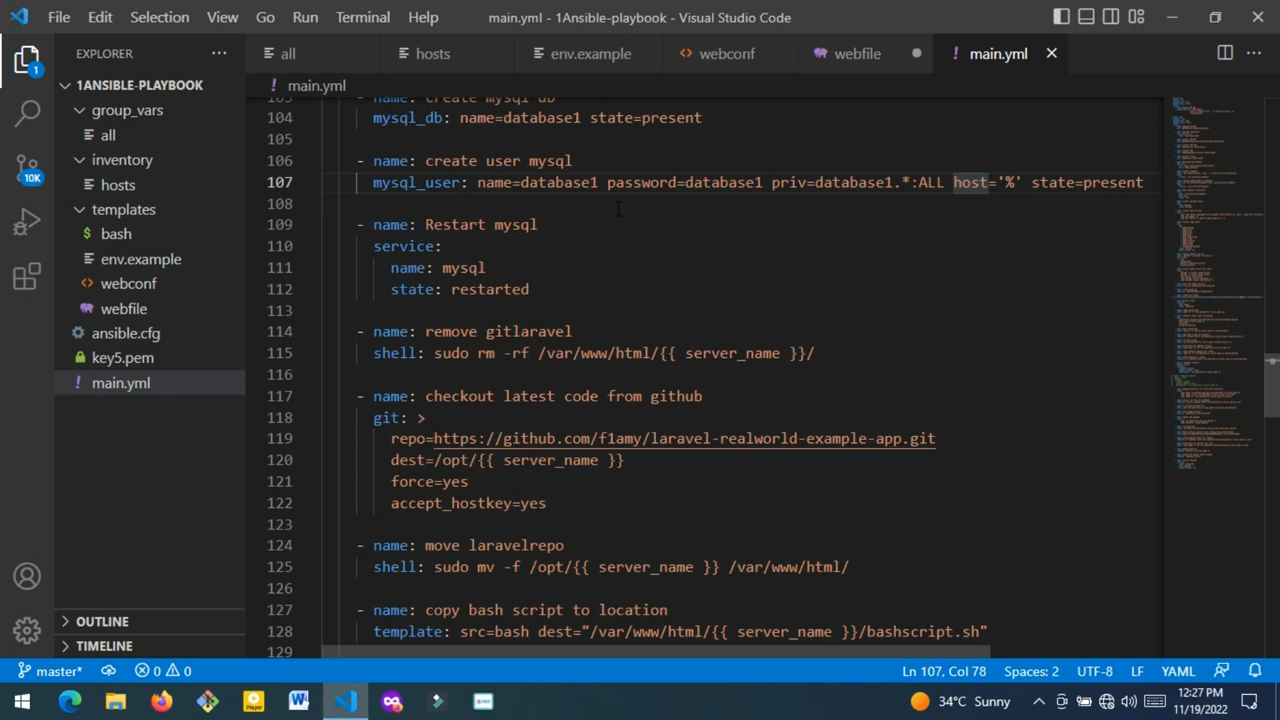 File Edit Selection View Go Run Terminal Help main.yml - 1Ansible-playbook - Visual Studio Code
EXPLORER
all hosts env.example webconf webfile main.yml
1
1ANSIBLE-PLAYBOOK
main.yml
group_vars
all
inventory
hosts
10K
templates
bash
env.example
webconf
webfile
ansible.cfg
key5.pem
main.yml
103 - name: create mysql db
104 mysql_db: name=database1 state=present
105
106 - name: create user mysql
107 mysql_user: name=database1 password=database1 priv=database1.*:ALL host='%' state=present
108
109 - name: Restart mysql
110 service:
111 name: mysql
112 state: restarted
113
114 - name: remove gitlaravel
115 shell: sudo rm -rf /var/www/html/{{ server_name }}/
116
117 - name: checkout latest code from github
118 git: >
119 repo=https://github.com/f1amy/laravel-realworld-example-app.git
120 dest=/opt/{{ server_name }}
121 force=yes
122 accept_hostkey=yes
123
124 - name: move laravelrepo
125 shell: sudo mv -f /opt/{{ server_name }} /var/www/html/
126
127 - name: copy bash script to location
128 template: src=bash dest="/var/www/html/{{ server_name }}/bashscript.sh"
129
OUTLINE
TIMELINE
master* 0 0 Ln 107, Col 78 Spaces: 2 UTF-8 LF YAML
Player
34°C Sunny
12:27 PM
11/19/2022